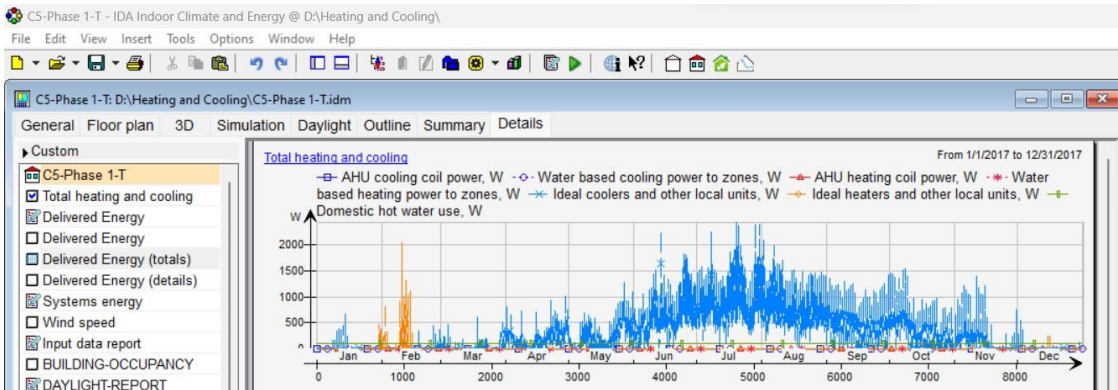 C5-Phase 1-T - IDA Indoor Climate and Energy @ D:\Heating and Cooling\
File Edit View Insert Tools Options Window Help
C5-Phase 1-T: D:\Heating and Cooling\C5-Phase 1-T.idm
General Floor plan 3D Simulation Daylight Outline Summary Details
Custom
C5-Phase 1-T
Total heating and cooling
Delivered Energy
Delivered Energy
Delivered Energy (totals)
Delivered Energy (details)
Systems energy
Wind speed
Input data report
BUILDING-OCCUPANCY
DAYLIGHT-REPORT
Total heating and cooling
From 1/1/2017 to 12/31/2017
AHU cooling coil power, W Water based cooling power to zones, W AHU heating coil power, W Water
based heating power to zones, W Ideal coolers and other local units, W Ideal heaters and other local units, W
Domestic hot water use, W
W
2000
1500
1000
500
0
Jan Feb Mar Apr May Jun Jul Aug Sep Oct Nov Dec
0 1000 2000 3000 4000 5000 6000 7000 8000